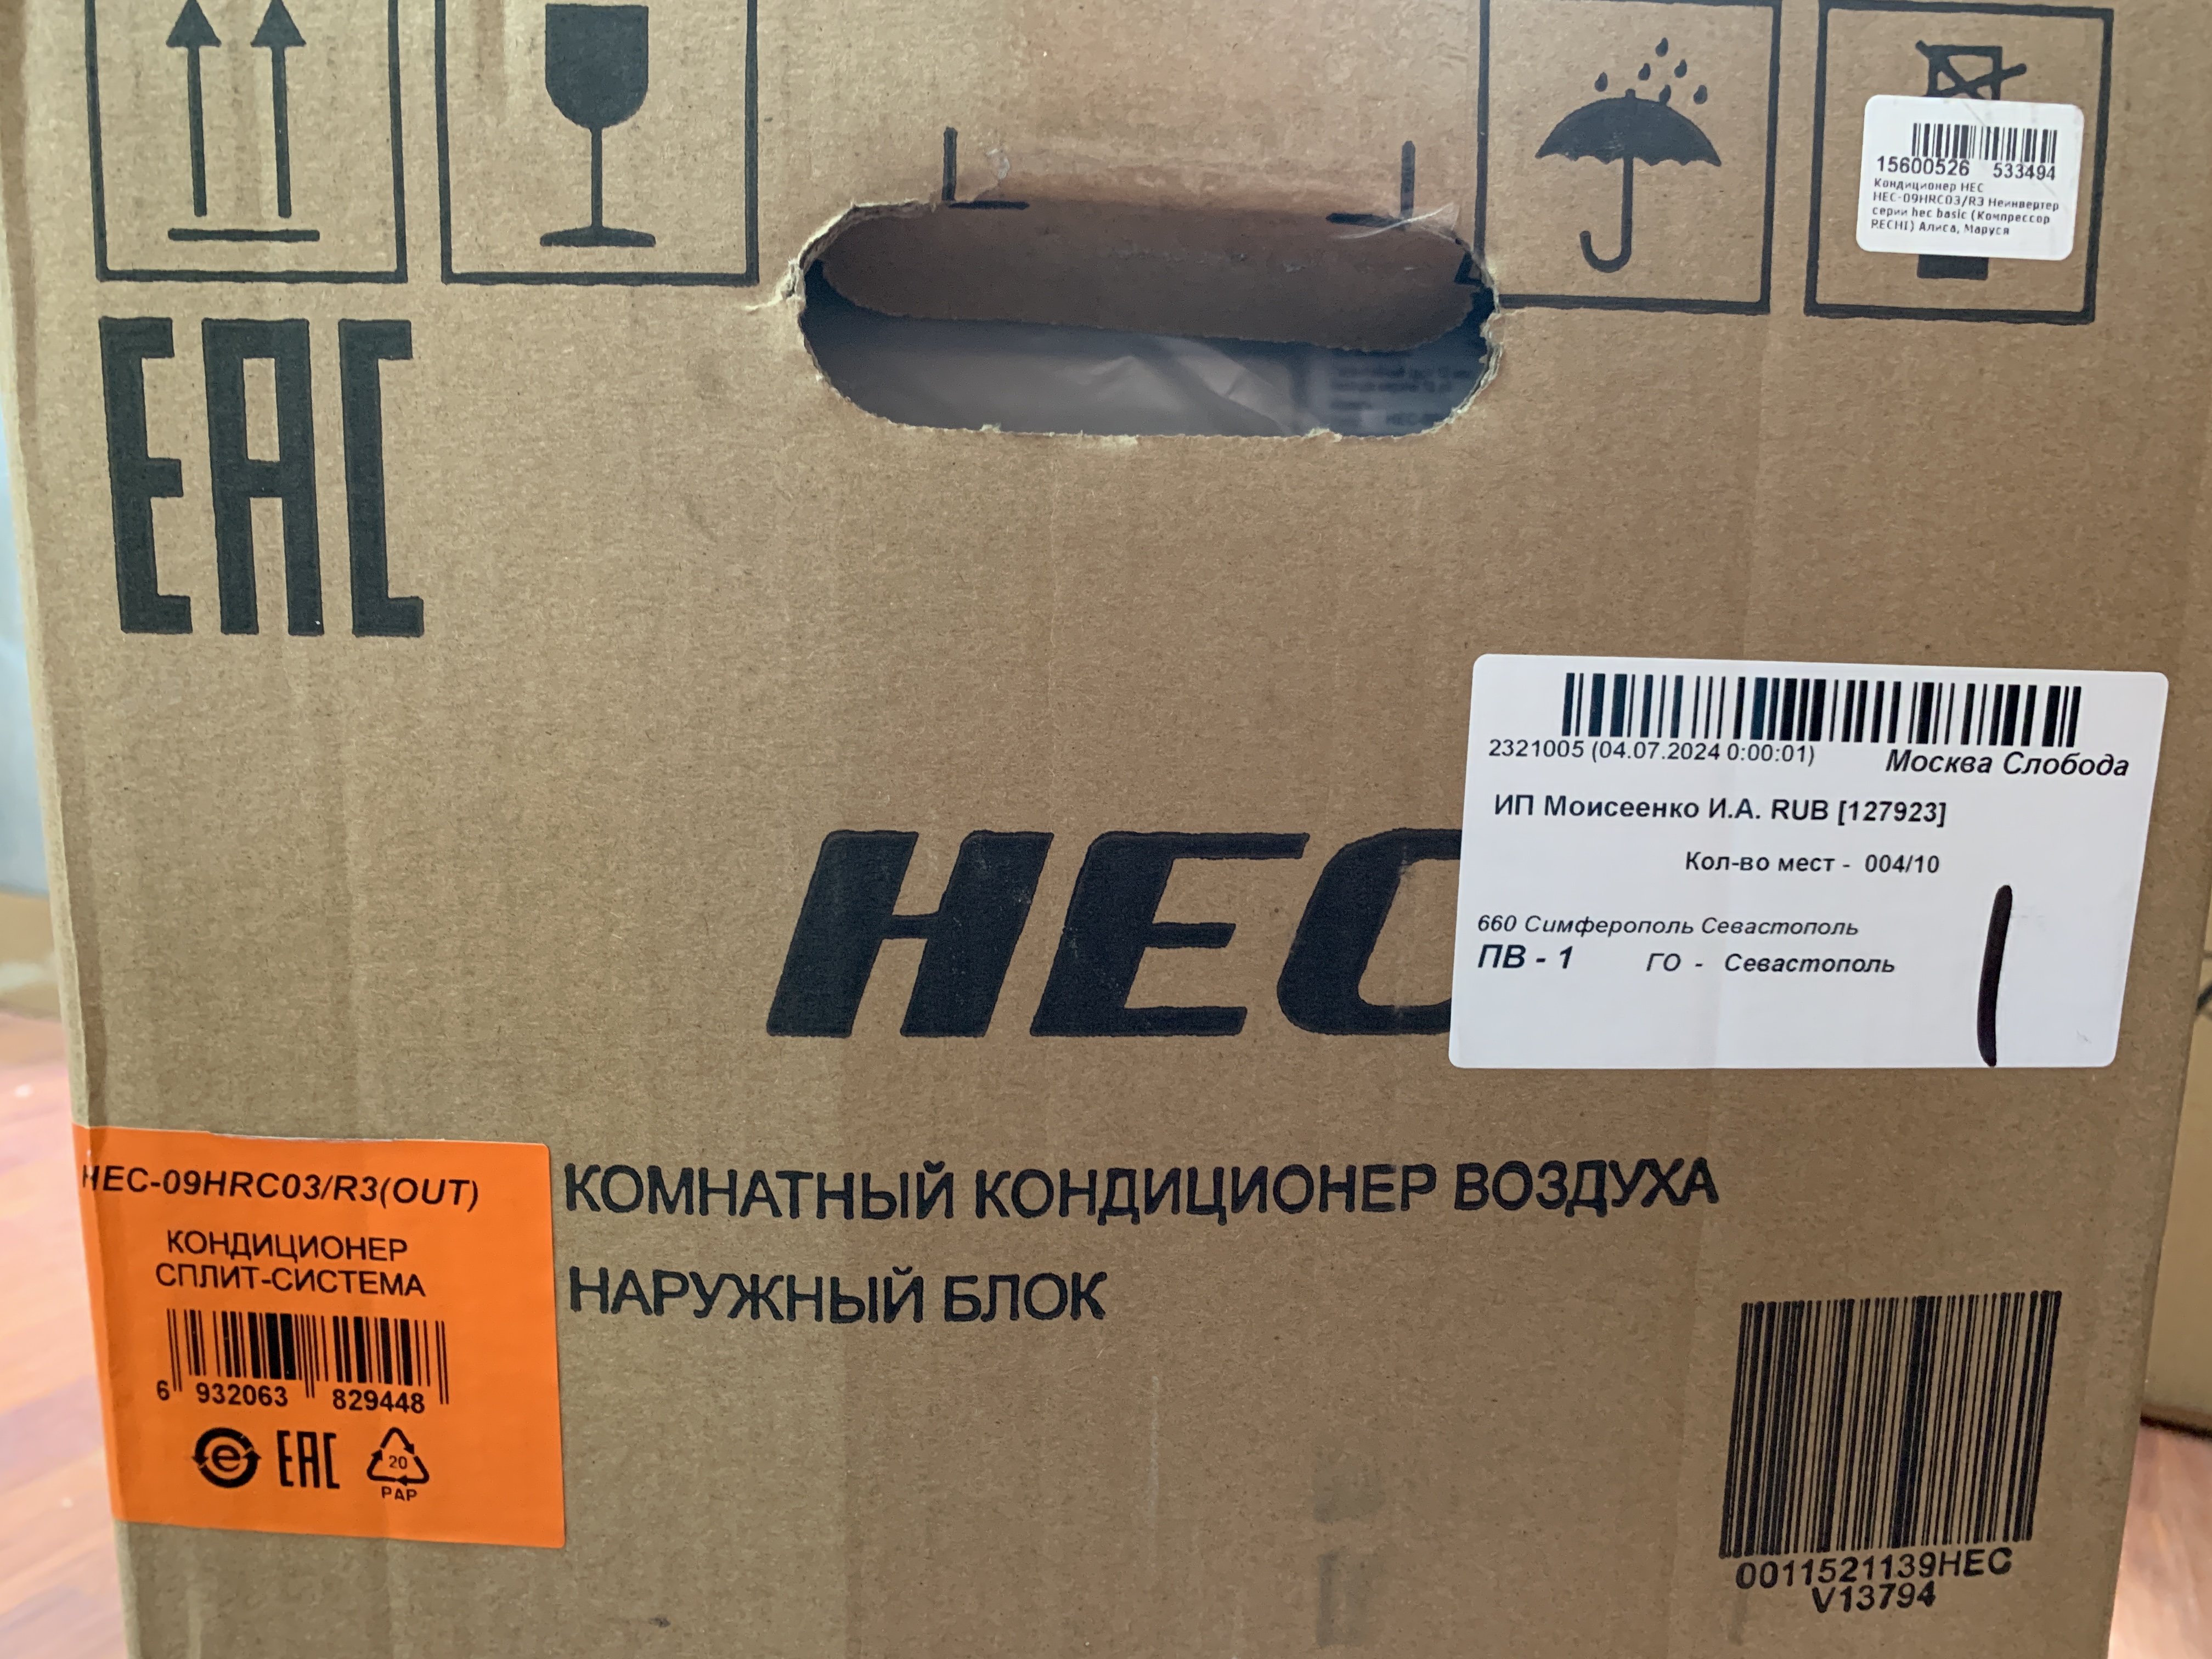 15600526 533494
Кондиционер HEC
HEC-09HRC03/R3 Неинвертер
серии hec basic (Компрессор
RECHI) Алиса, Маруся
EAC
2321005 (04.07.2024 0:00:01) Москва Слобода
ИП Моисеенко И.А. RUB [127923]
Кол-во мест - 004/10
660 Симферополь Севастополь
ПВ - 1 ГО - Севастополь
HEC
HEC-09HRC03/R3(OUT)
КОНДИЦИОНЕР
СПЛИТ-СИСТЕМА
6 932063 829448
e EAC 20
PAP
КОМНАТНЫЙ КОНДИЦИОНЕР ВОЗДУХА
НАРУЖНЫЙ БЛОК
0011521139HEC
V13794